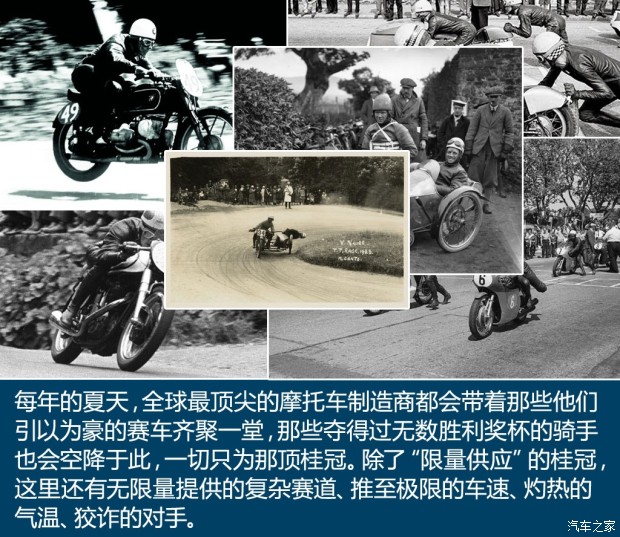 49
V. NORR
T.T. RACE. 1923.
6
6
每年的夏天，全球最顶尖的摩托车制造商都会带着那些他们
引以为豪的赛车齐聚一堂，那些夺得过无数胜利奖杯的骑手
也会空降于此，一切只为那顶桂冠。除了“限量供应”的桂冠，
这里还有无限量提供的复杂赛道、推至极限的车速、灼热的
气温、狡诈的对手。
汽车之家